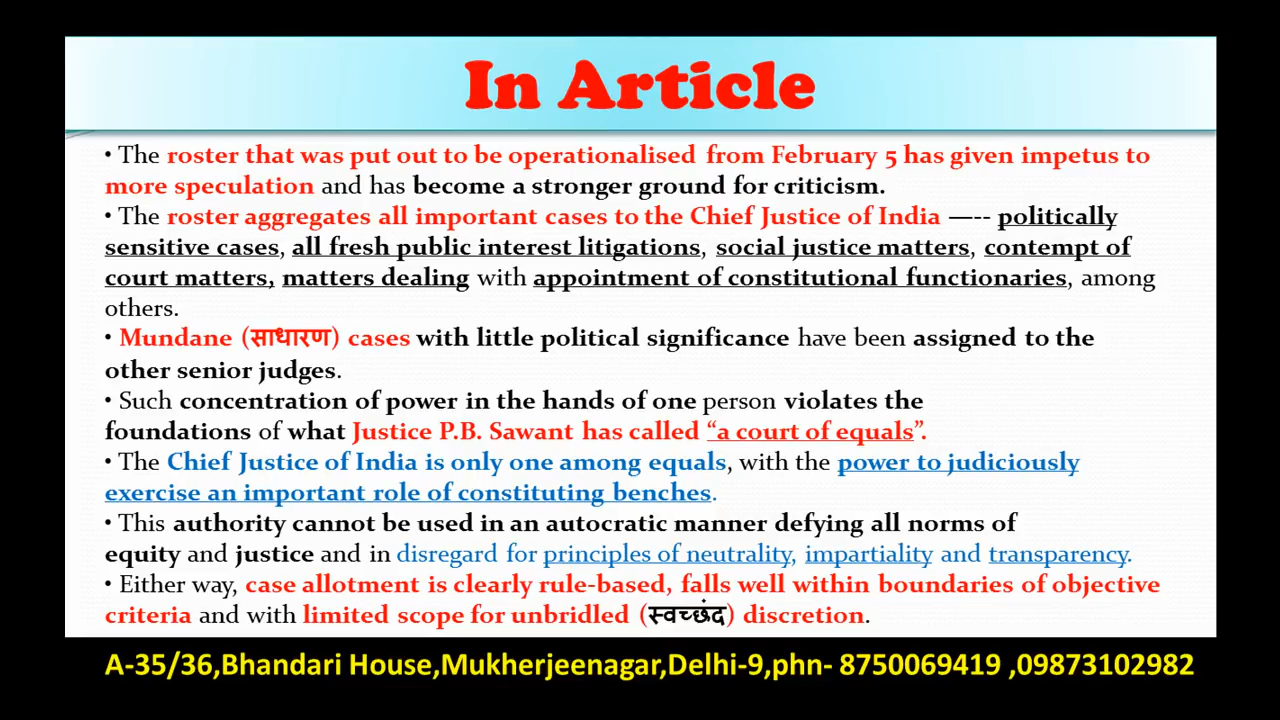 In Article
• The roster that was put out to be operationalised from February 5 has given impetus to
more speculation and has become a stronger ground for criticism.
• The roster aggregates all important cases to the Chief Justice of India —-- politically
sensitive cases, all fresh public interest litigations, social justice matters, contempt of
court matters, matters dealing with appointment of constitutional functionaries, among
others.
• Mundane (साधारण) cases with little political significance have been assigned to the
other senior judges.
• Such concentration of power in the hands of one person violates the
foundations of what Justice P.B. Sawant has called “a court of equals”.
• The Chief Justice of India is only one among equals, with the power to judiciously
exercise an important role of constituting benches.
• This authority cannot be used in an autocratic manner defying all norms of
equity and justice and in disregard for principles of neutrality, impartiality and transparency.
• Either way, case allotment is clearly rule-based, falls well within boundaries of objective
criteria and with limited scope for unbridled (स्वच्छंद) discretion.
A-35/36,Bhandari House,Mukherjeenagar,Delhi-9,phn- 8750069419 ,09873102982